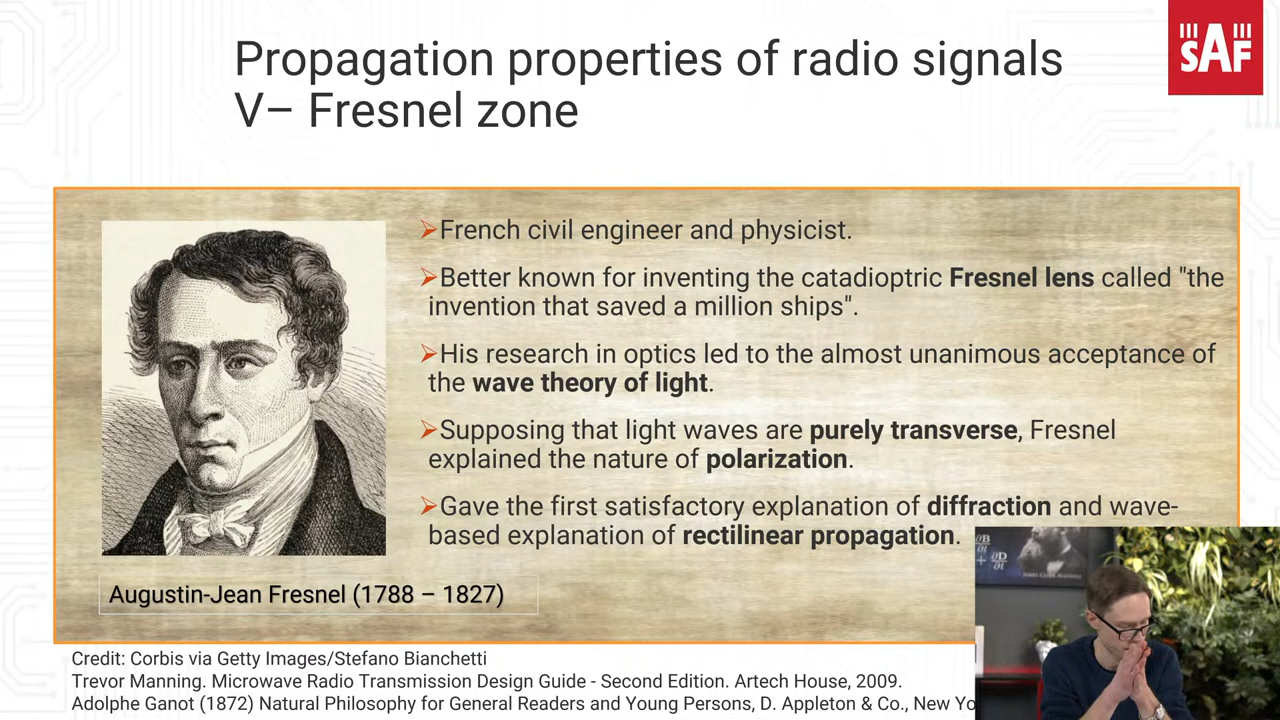 Propagation properties of radio signals
V– Fresnel zone
SAF
➢French civil engineer and physicist.
➢Better known for inventing the catadioptric Fresnel lens called "the
invention that saved a million ships".
➢His research in optics led to the almost unanimous acceptance of
the wave theory of light.
➢Supposing that light waves are purely transverse, Fresnel
explained the nature of polarization.
➢Gave the first satisfactory explanation of diffraction and wave-
based explanation of rectilinear propagation.
Augustin-Jean Fresnel (1788 – 1827)
∂B
∂t
+ ∂D
∂t
Credit: Corbis via Getty Images/Stefano Bianchetti
Trevor Manning. Microwave Radio Transmission Design Guide - Second Edition. Artech House, 2009.
Adolphe Ganot (1872) Natural Philosophy for General Readers and Young Persons, D. Appleton & Co., New Yo